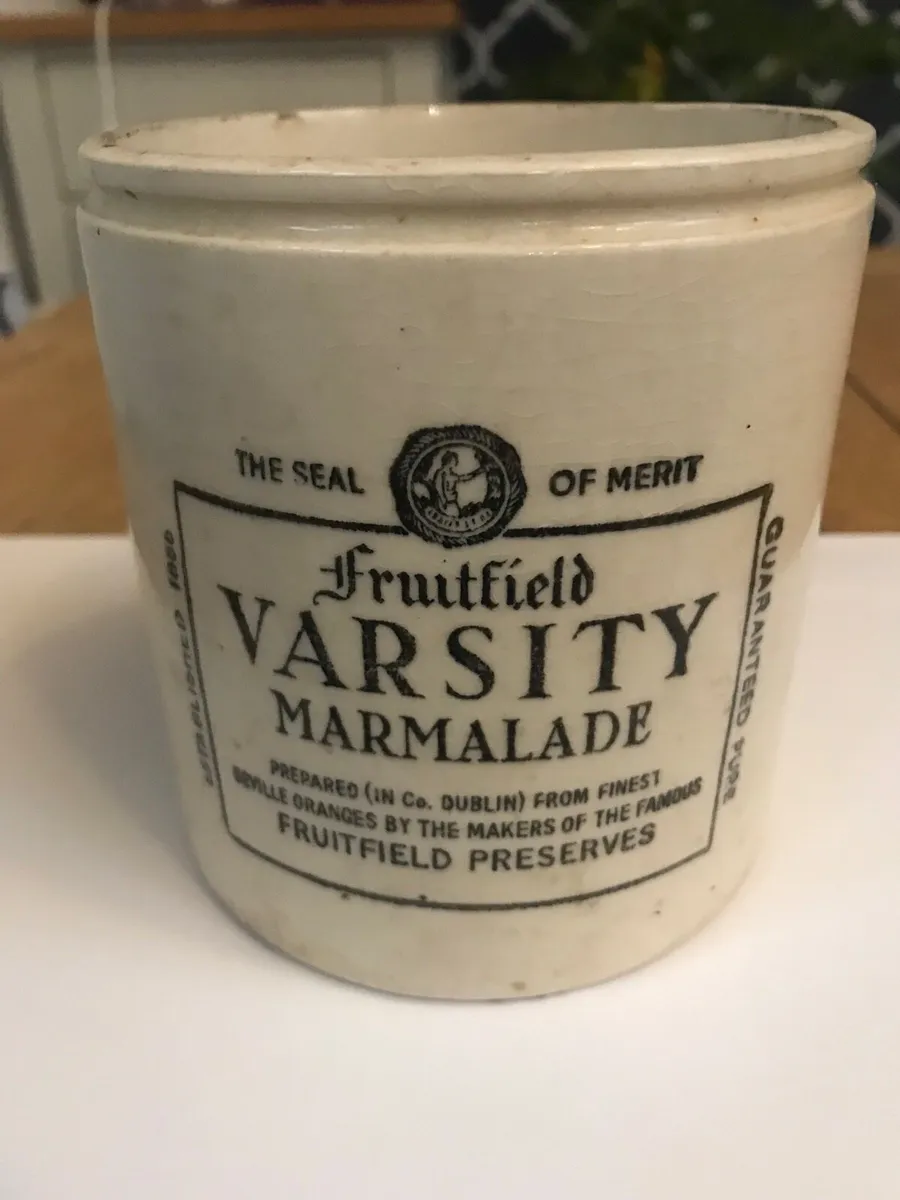 THE SEAL OF MERIT
Fruitfield
VARSITY
MARMALADE
PREPARED (IN Co. DUBLIN) FROM FINEST
SEVILLE ORANGES BY THE MAKERS OF THE FAMOUS
FRUITFIELD PRESERVES
ESTABLISHED
GUARANTEED PURE